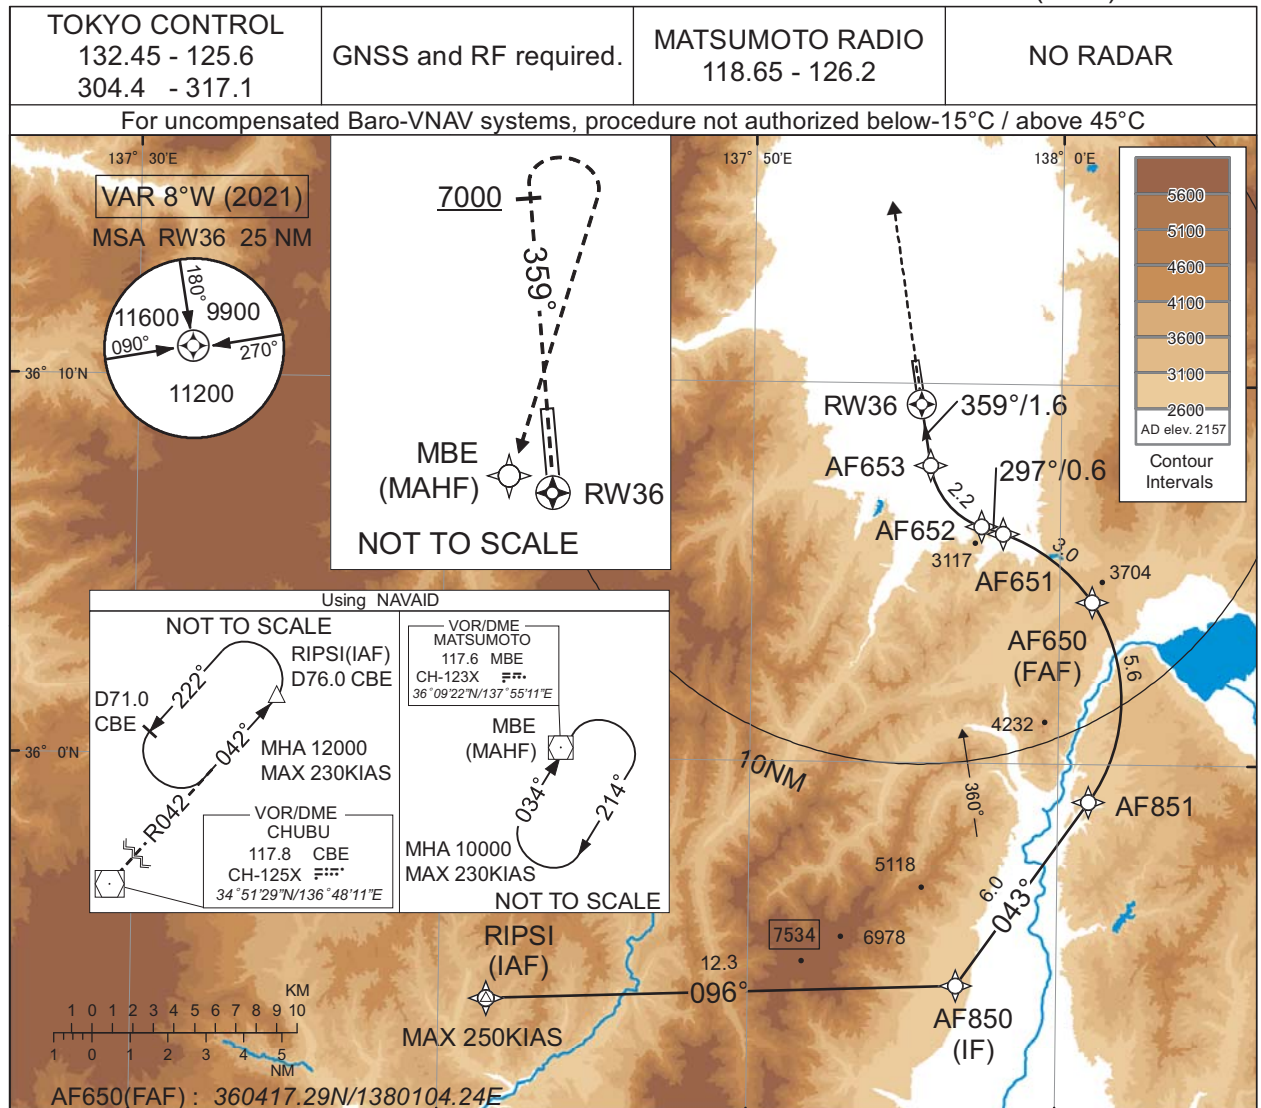 TOKYO CONTROL
132.45 - 125.6
304.4 - 317.1
GNSS and RF required.
MATSUMOTO RADIO
118.65 - 126.2
NO RADAR
For uncompensated Baro-VNAV systems, procedure not authorized below-15°C / above 45°C
137° 30'E
137° 50'E
138° 0'E
VAR 8°W (2021)
MSA RW36 25 NM
180°
11600
9900
090°
270°
11200
36° 10'N
7000
359°
MBE
(MAHF)
RW36
NOT TO SCALE
5600
5100
4600
4100
3600
3100
2600
AD elev. 2157
Contour
Intervals
RW36
359°/1.6
AF653
2.2
297°/0.6
AF652
3117
AF651
3.0
3704
AF650
(FAF)
5.6
4232
10NM
360°
AF851
Using NAVAID
NOT TO SCALE
RIPSI(IAF)
D76.0 CBE
222°
D71.0
CBE
042°
MHA 12000
MAX 230KIAS
R042
VOR/DME
CHUBU
117.8 CBE
CH-125X
34°51'29"N/136°48'11"E
VOR/DME
MATSUMOTO
117.6 MBE
CH-123X
36°09'22"N/137°55'11"E
MBE
(MAHF)
034°
214°
MHA 10000
MAX 230KIAS
NOT TO SCALE
36° 0'N
5118
6.0
043°
7534
6978
RIPSI
(IAF)
12.3
096°
MAX 250KIAS
AF850
(IF)
KM
1 0 1 2 3 4 5 6 7 8 9 10
1 0 1 2 3 4 5
NM
AF650(FAF) : 360417.29N/1380104.24E